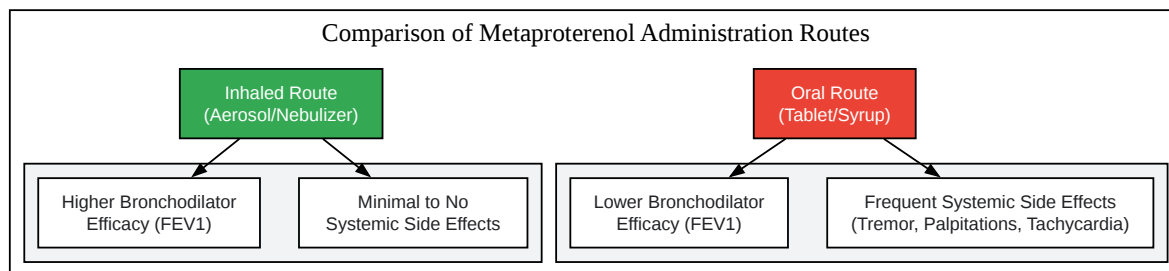 Comparison of Metaproterenol Administration Routes
Inhaled Route
(Aerosol/Nebulizer)
Oral Route
(Tablet/Syrup)
Higher Bronchodilator
Efficacy (FEV1)
Minimal to No
Systemic Side Effects
Lower Bronchodilator
Efficacy (FEV1)
Frequent Systemic Side Effects
(Tremor, Palpitations, Tachycardia)